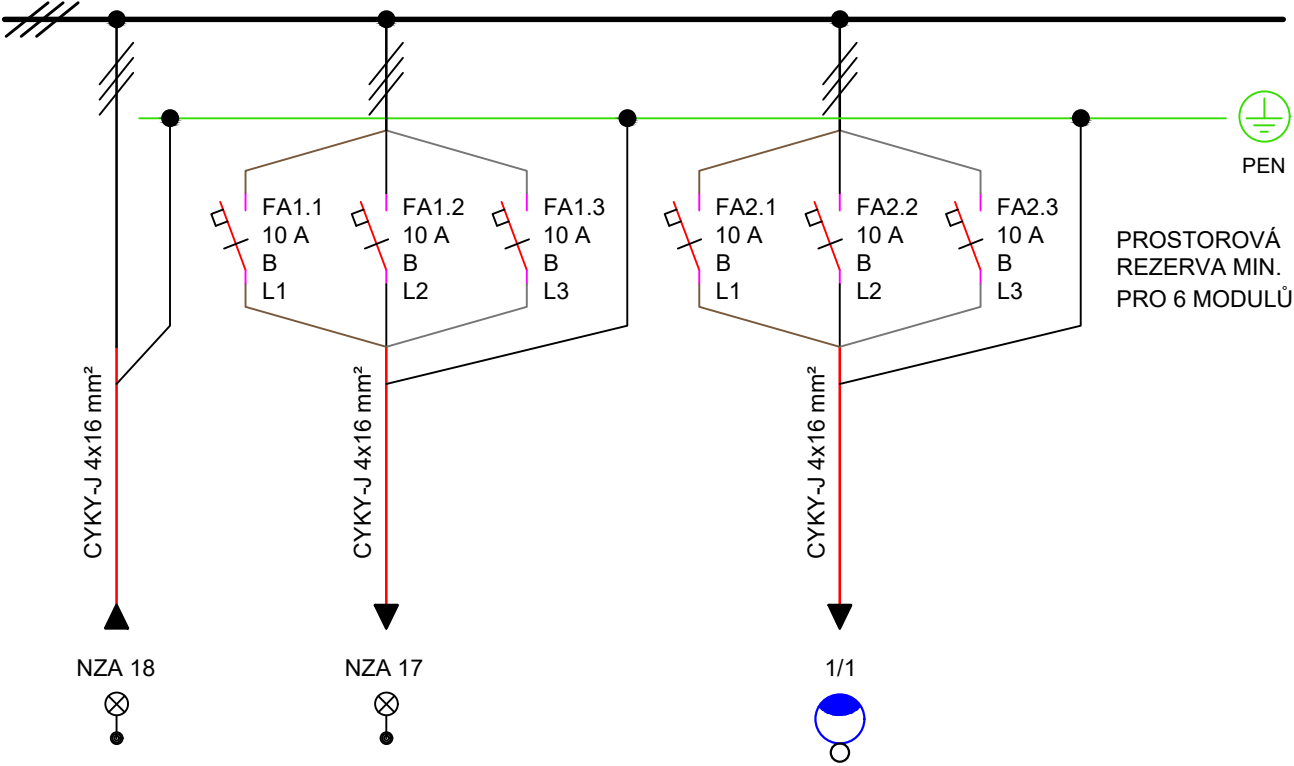 PEN
FA1.1
10 A
B
L1
FA1.2
10 A
B
L2
FA1.3
10 A
B
L3
FA2.1
10 A
B
L1
FA2.2
10 A
B
L2
FA2.3
10 A
B
L3
PROSTOROVÁ
REZERVA MIN.
PRO 6 MODULŮ
CYKY-J 4x16 mm²
CYKY-J 4x16 mm²
CYKY-J 4x16 mm²
NZA 18
NZA 17
1/1